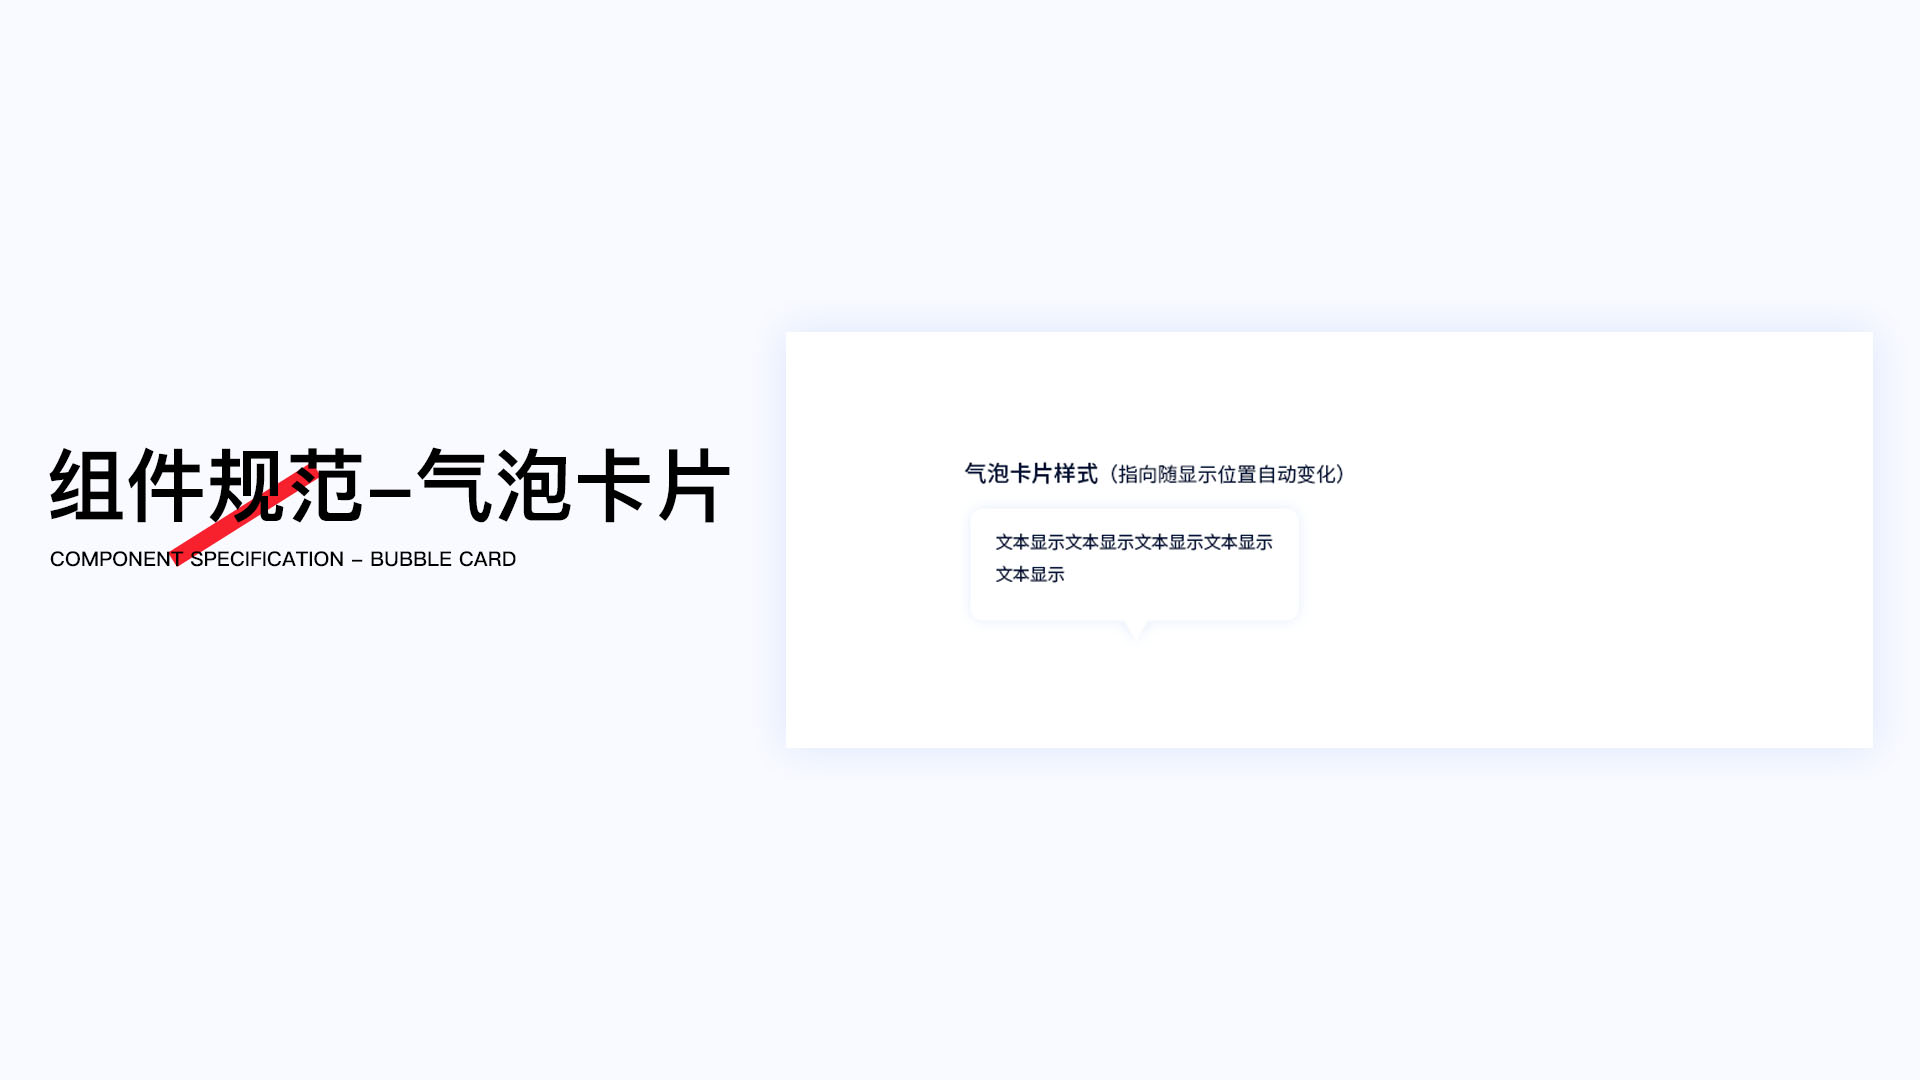 组件规范–气泡卡片
COMPONENT SPECIFICATION – BUBBLE CARD
气泡卡片样式（指向随显示位置自动变化）
文本显示文本显示文本显示文本显示
文本显示